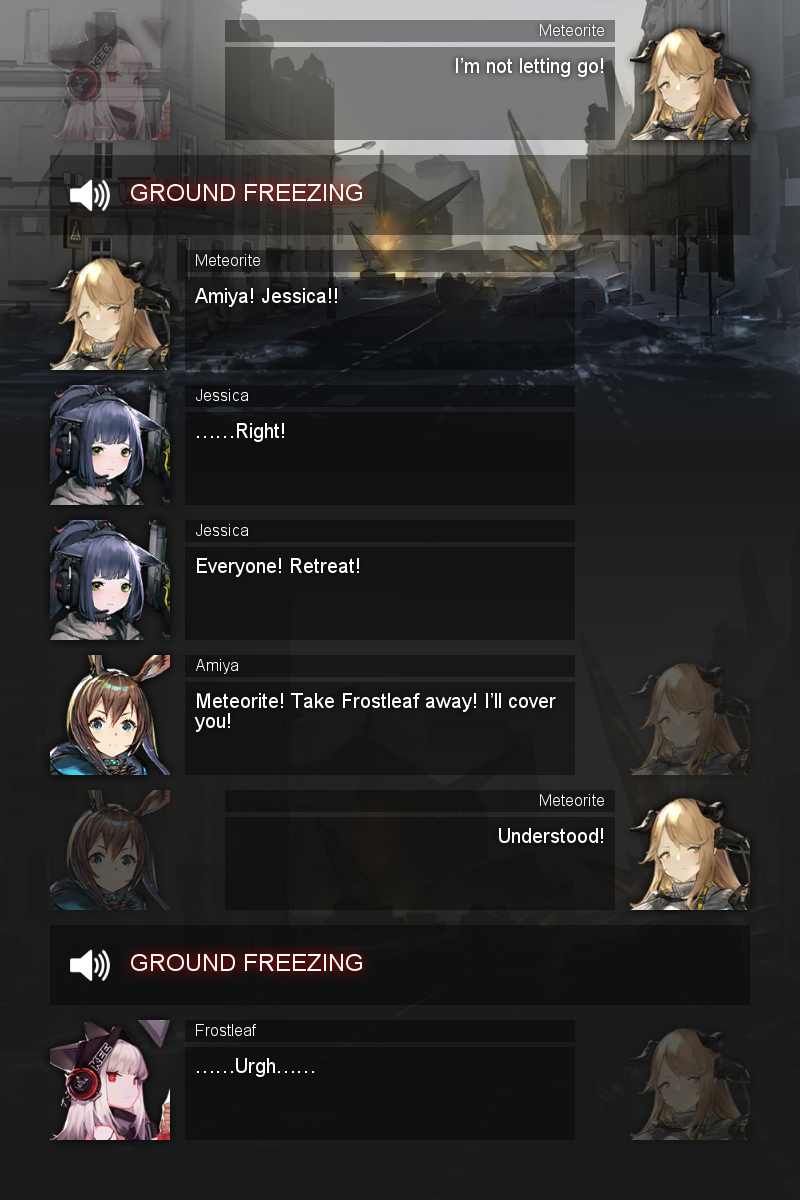 Meteorite
I'm not letting go!
GROUND FREEZING
Meteorite
Amiya! Jessica!!
Jessica
……Right!
Jessica
Everyone! Retreat!
Amiya
Meteorite! Take Frostleaf away! I'll cover
you!
Meteorite
Understood!
GROUND FREEZING
Frostleaf
……Urgh……